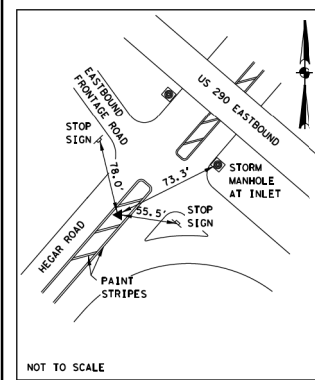 EASTBOUND
FRONTAGE ROAD
US 290 EASTBOUND
STOP
SIGN
78.0'
73.3'
STORM
MANHOLE
AT INLET
55.5'
STOP
SIGN
HEGAR ROAD
PAINT
STRIPES
NOT TO SCALE